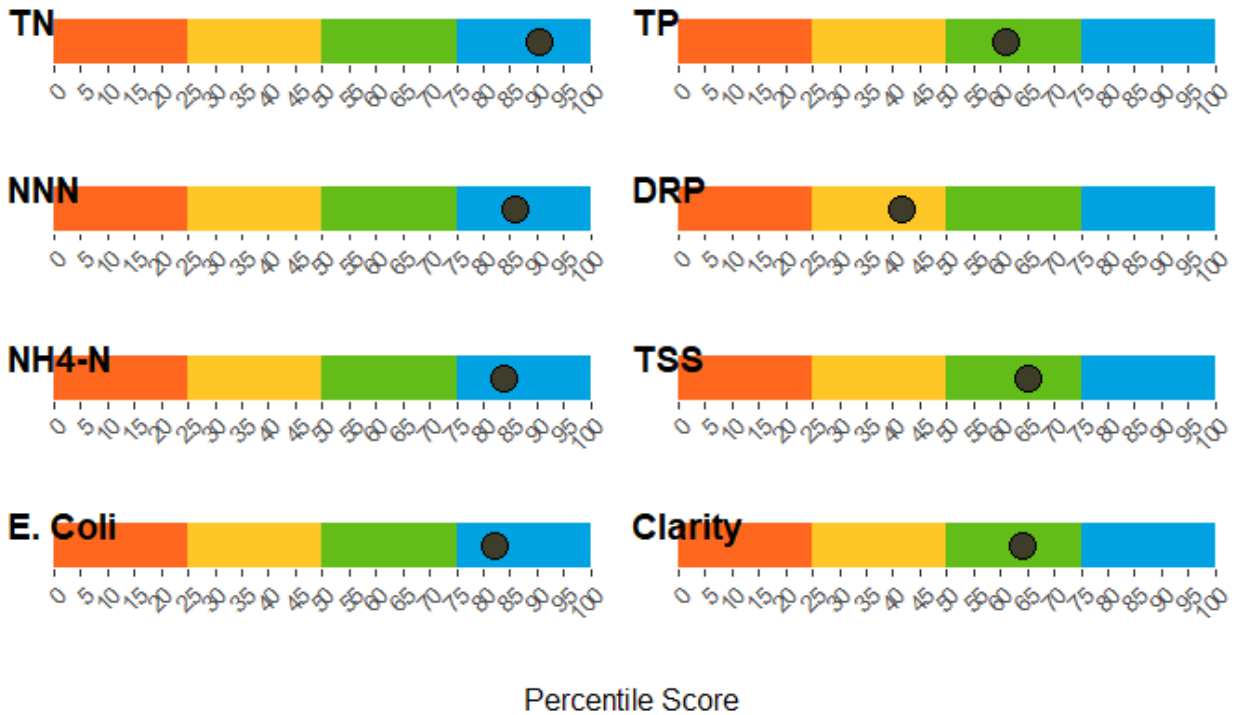 TN
0 5 10 15 20 25 30 35 40 45 50 55 60 65 70 75 80 85 90 95 100
TP
0 5 10 15 20 25 30 35 40 45 50 55 60 65 70 75 80 85 90 95 100
NNN
0 5 10 15 20 25 30 35 40 45 50 55 60 65 70 75 80 85 90 95 100
DRP
0 5 10 15 20 25 30 35 40 45 50 55 60 65 70 75 80 85 90 95 100
NH4-N
0 5 10 15 20 25 30 35 40 45 50 55 60 65 70 75 80 85 90 95 100
TSS
0 5 10 15 20 25 30 35 40 45 50 55 60 65 70 75 80 85 90 95 100
E. Coli
0 5 10 15 20 25 30 35 40 45 50 55 60 65 70 75 80 85 90 95 100
Clarity
0 5 10 15 20 25 30 35 40 45 50 55 60 65 70 75 80 85 90 95 100
Percentile Score